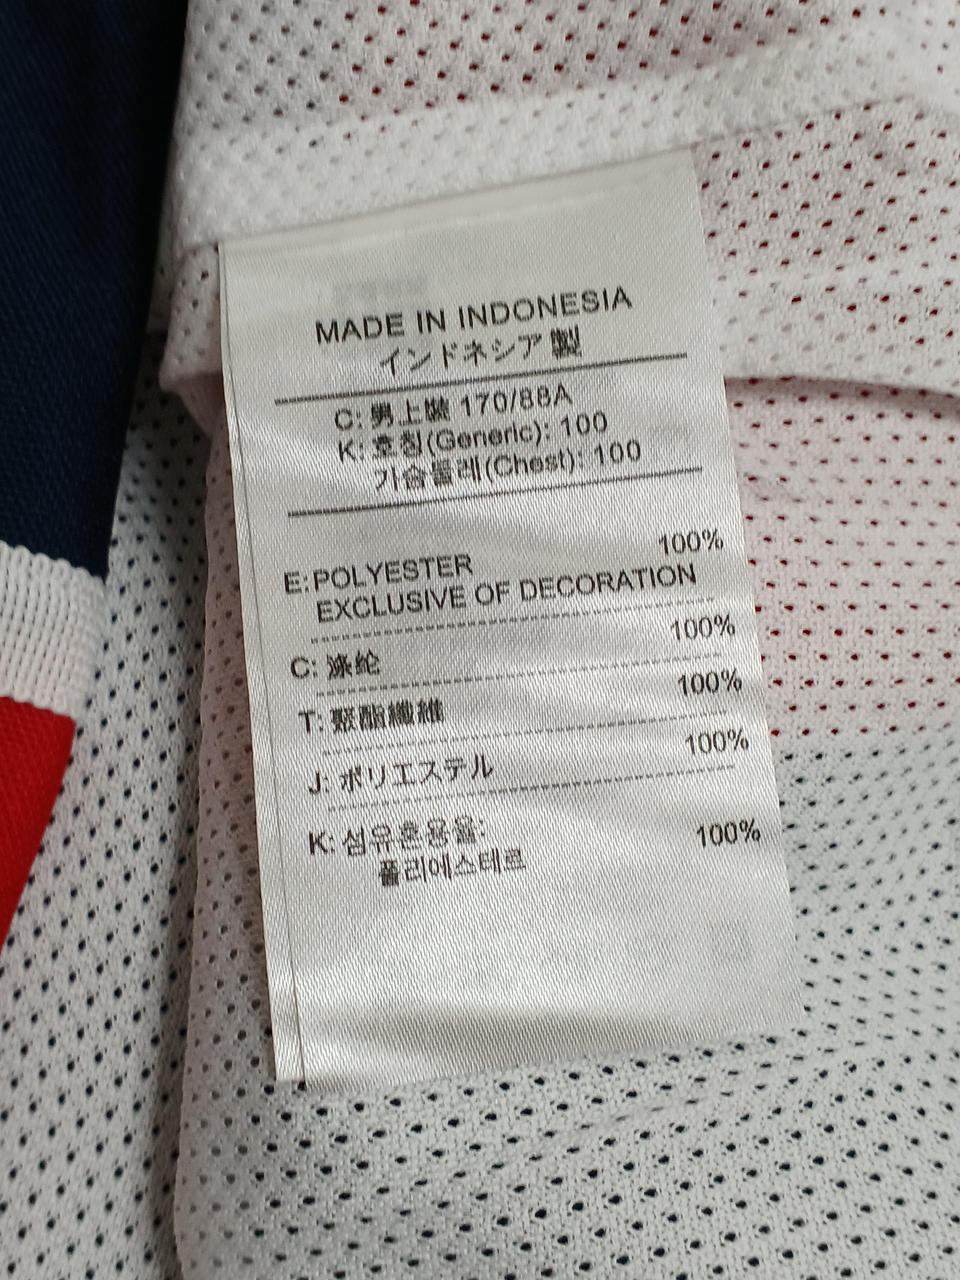 MADE IN INDONESIA
インドネシア製
C: 男上裝 170/88A
K: 호칭(Generic): 100
가슴둘레(Chest): 100
E: POLYESTER 100%
EXCLUSIVE OF DECORATION
C: 涤纶 100%
T: 聚酯纖維 100%
J: ポリエステル 100%
K: 섬유혼용율:
폴리에스테르 100%